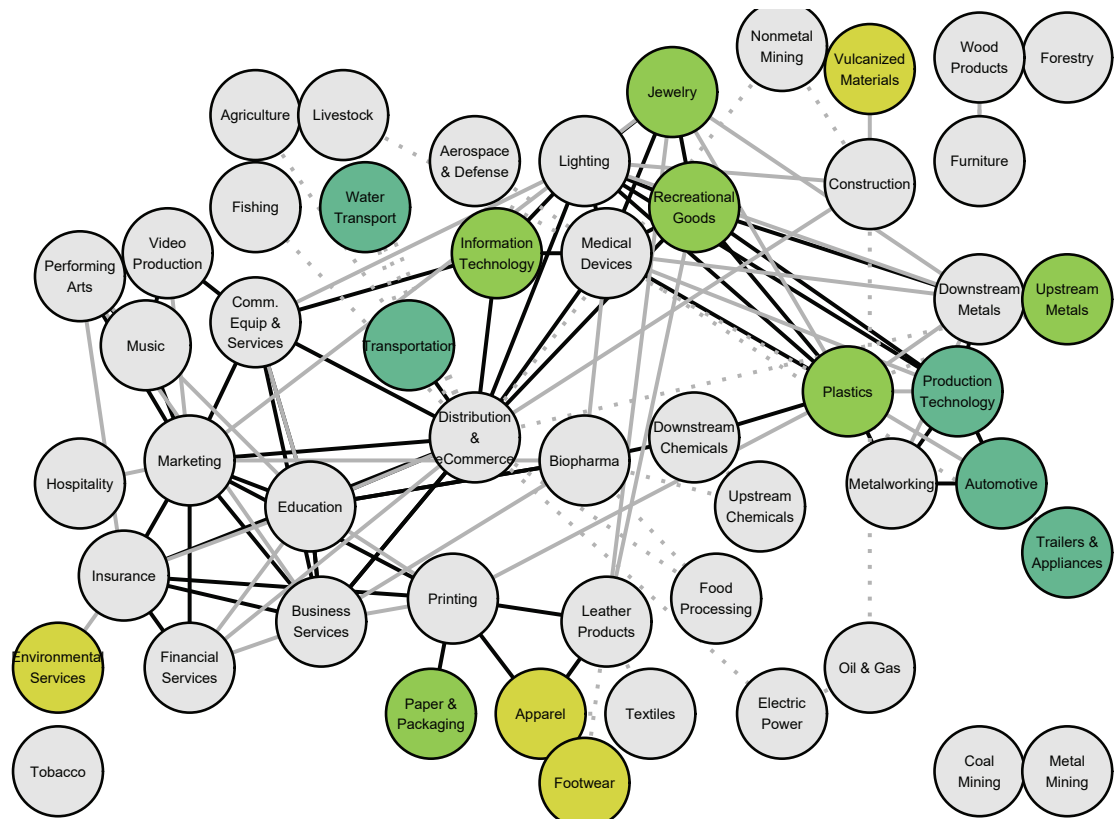 Nonmetal
Mining
Vulcanized
Materials
Wood
Products
Forestry
Jewelry
Agriculture
Livestock
Aerospace
& Defense
Lighting
Construction
Furniture
Fishing
Water
Transport
Recreational
Goods
Video
Production
Information
Technology
Medical
Devices
Performing
Arts
Comm.
Equip &
Services
Downstream
Metals
Upstream
Metals
Music
Transportation
Plastics
Production
Technology
Distribution
&
eCommerce
Downstream
Chemicals
Marketing
Biopharma
Hospitality
Education
Upstream
Chemicals
Metalworking
Automotive
Trailers &
Appliances
Insurance
Printing
Food
Processing
Business
Services
Leather
Products
Environmental
Services
Financial
Services
Oil & Gas
Paper &
Packaging
Apparel
Textiles
Electric
Power
Tobacco
Footwear
Coal
Mining
Metal
Mining